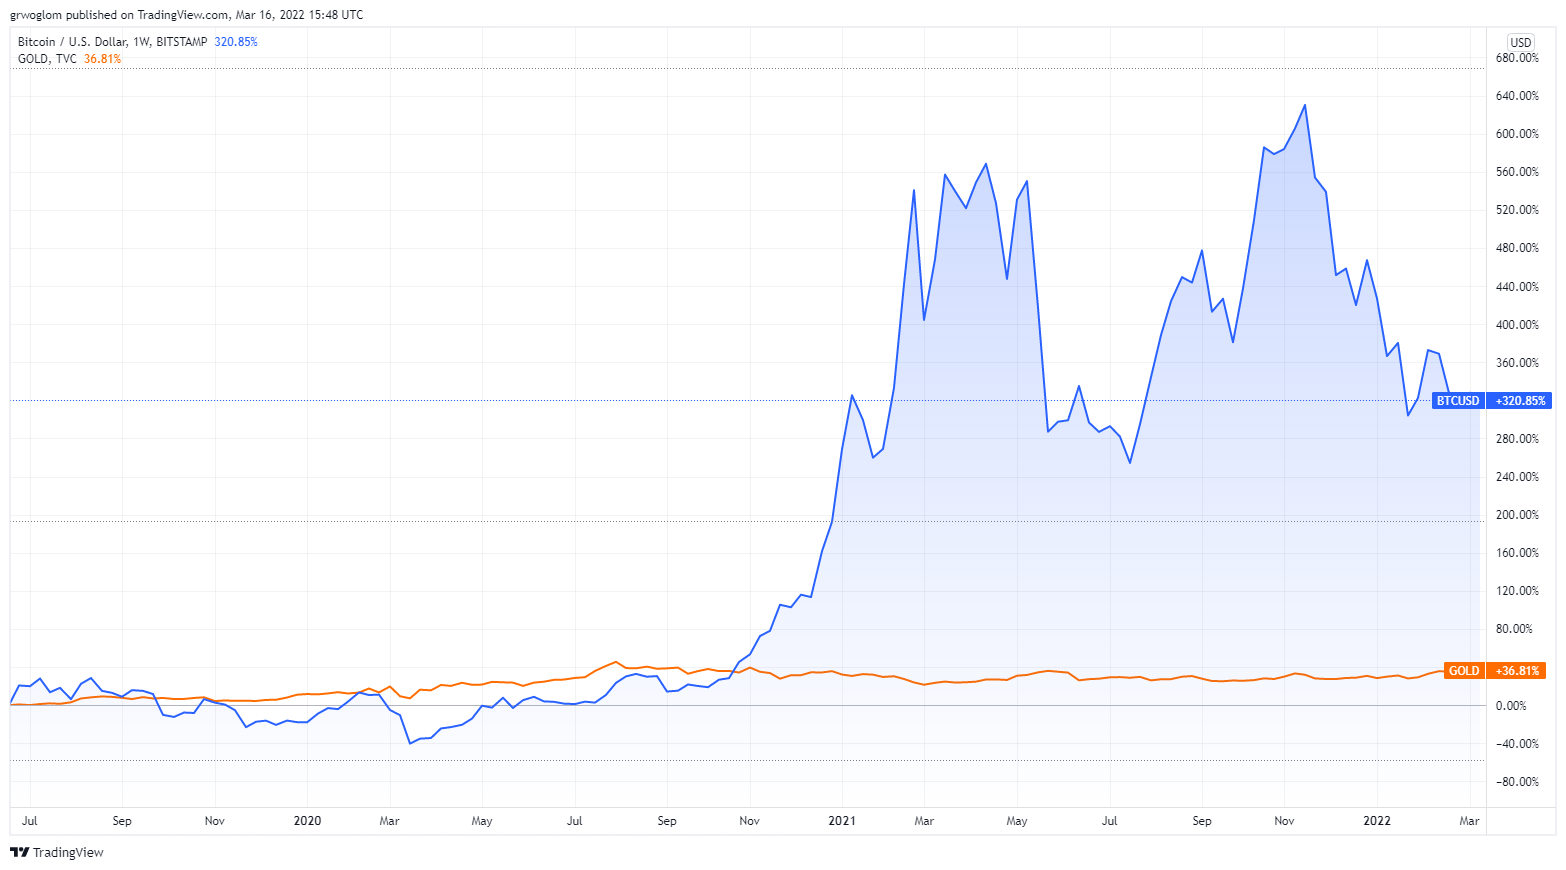 grwoglom published on TradingView.com, Mar 16, 2022 15:48 UTC
Bitcoin / U.S. Dollar, 1W, BITSTAMP 320.85%
GOLD, TVC 36.81%
USD
680.00%
640.00%
600.00%
560.00%
520.00%
480.00%
440.00%
400.00%
360.00%
BTCUSD +320.85%
280.00%
240.00%
200.00%
160.00%
120.00%
80.00%
GOLD +36.81%
0.00%
−40.00%
−80.00%
Jul Sep Nov 2020 Mar May Jul Sep Nov 2021 Mar May Jul Sep Nov 2022 Mar
TradingView